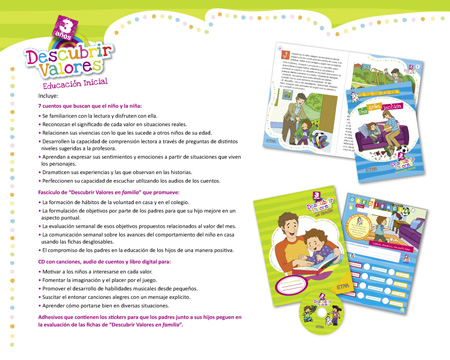 3
años
Descubrir
Valores
Educación Inicial
Incluye:
7 cuentos que buscan que el niño y la niña:
• Se familiaricen con la lectura y disfruten con ella.
• Reconozcan el significado de cada valor en situaciones reales.
• Relacionen sus vivencias con lo que les sucede a otros niños de su edad.
• Desarrollen la capacidad de comprensión lectora a través de preguntas de distintos
niveles sugeridas a la profesora.
• Aprendan a expresar sus sentimientos y emociones a partir de situaciones que viven
los personajes.
• Dramaticen sus experiencias y las que observan en las historias.
• Perfeccionen su capacidad de escuchar utilizando los audios de los cuentos.
Fascículo de "Descubrir Valores en familia" que promueve:
• La formación de hábitos de la voluntad en casa y en el colegio.
• La formulación de objetivos por parte de los padres para que su hijo mejore en un
aspecto puntual.
• La evaluación semanal de esos objetivos propuestos relacionados al valor del mes.
• La comunicación semanal sobre los avances del comportamiento del niño en casa
usando las fichas desglosables.
• El compromiso de los padres en la educación de los hijos de una manera positiva.
CD con canciones, audio de cuentos y libro digital para:
• Motivar a los niños a interesarse en cada valor.
• Fomentar la imaginación y el placer por el juego.
• Promover el desarrollo de habilidades musicales desde pequeños.
• Suscitar el entonar canciones alegres con un mensaje explícito.
• Aprender cómo portarse bien en diversas situaciones.
Adhesivos que contienen los stickers para que los padres junto a sus hijos peguen en
la evaluación de las fichas de "Descubrir Valores en familia".
3
Descubrir
Valores